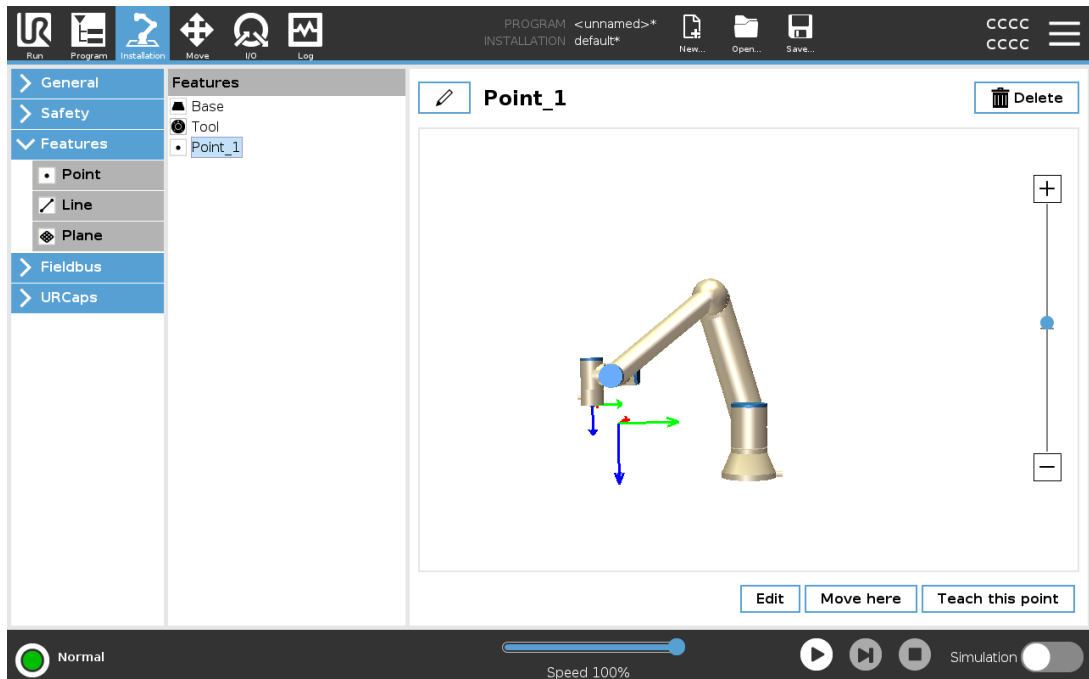 PROGRAM <unnamed>*
INSTALLATION default*
CCCC
CCCC
UR
Run
Program
Installation
Move
I/O
Log
New...
Open...
Save...
General
Safety
Features
Point
Line
Plane
Fieldbus
URCaps
Features
Base
Tool
Point_1
Point_1
Delete
+
−
Edit
Move here
Teach this point
Normal
Speed 100%
Simulation